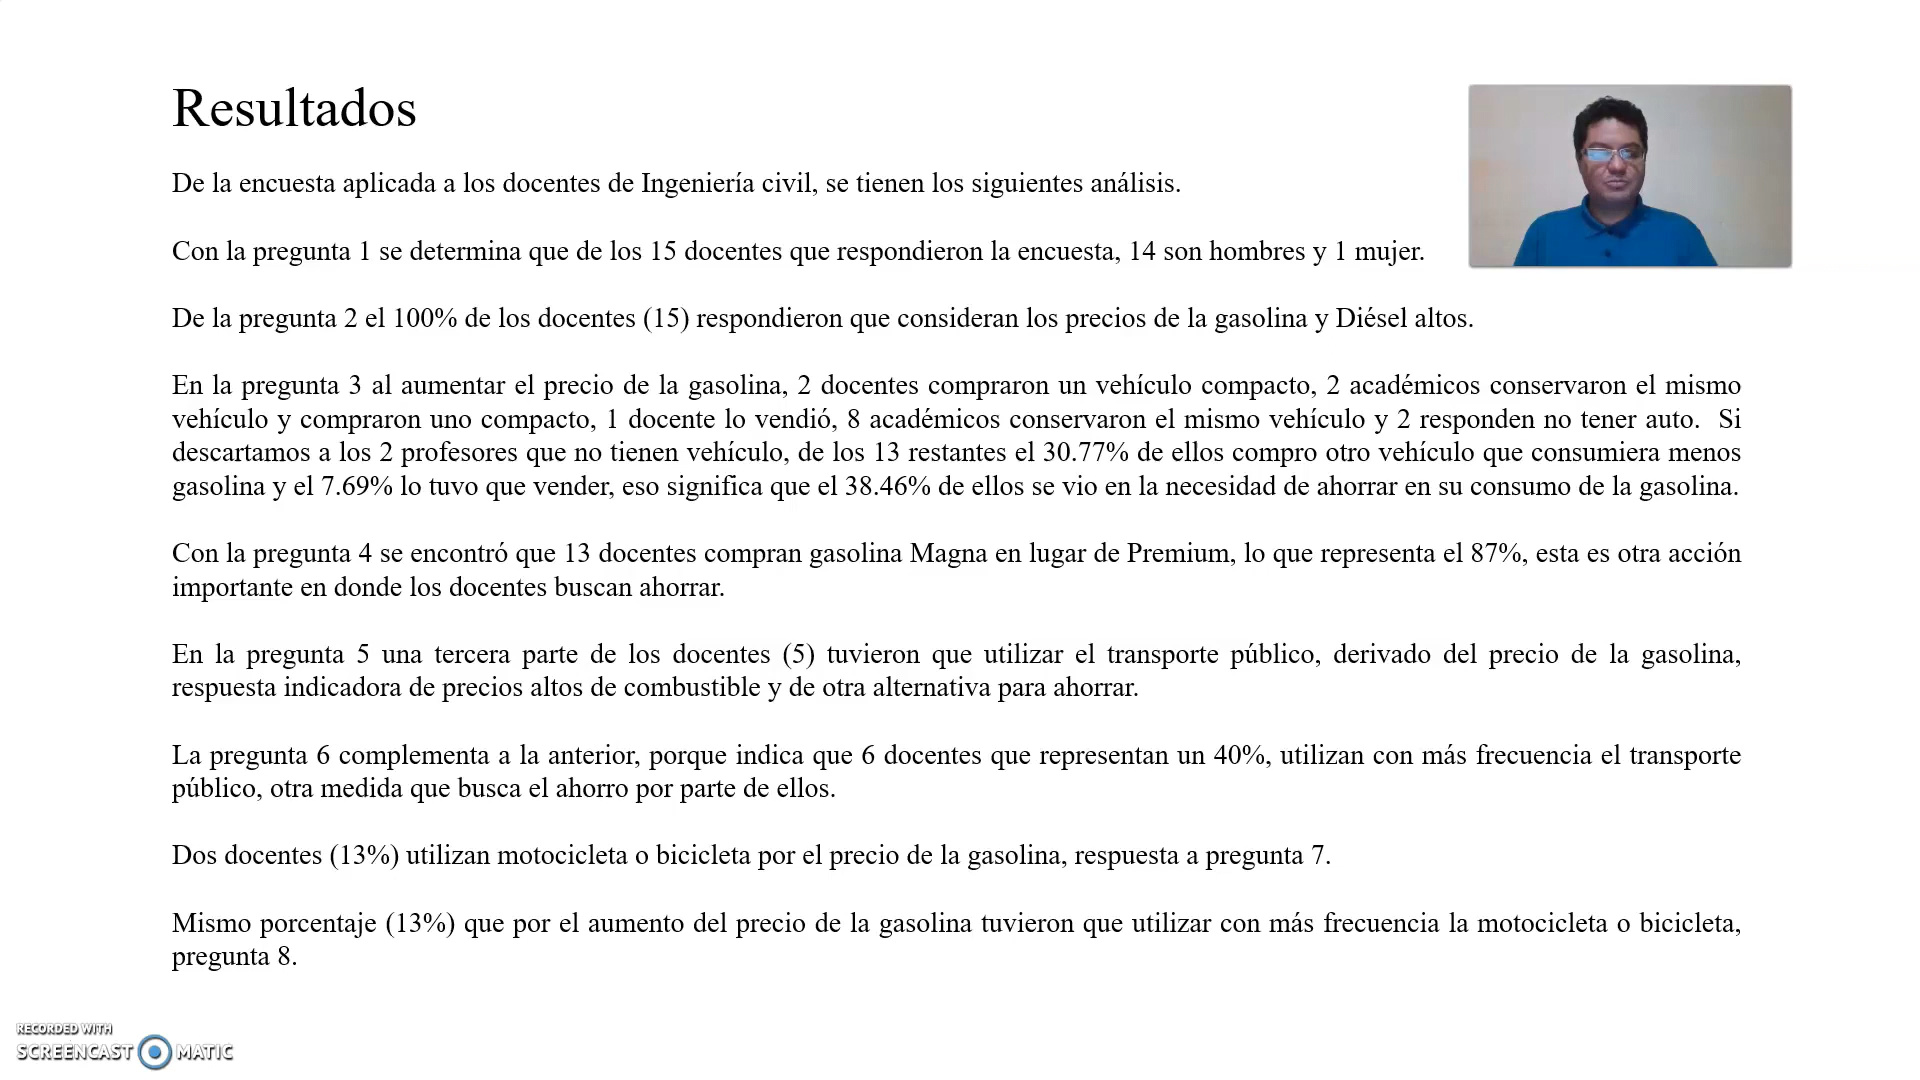 Resultados
De la encuesta aplicada a los docentes de Ingeniería civil, se tienen los siguientes análisis.
Con la pregunta 1 se determina que de los 15 docentes que respondieron la encuesta, 14 son hombres y 1 mujer.
De la pregunta 2 el 100% de los docentes (15) respondieron que consideran los precios de la gasolina y Diésel altos.
En la pregunta 3 al aumentar el precio de la gasolina, 2 docentes compraron un vehículo compacto, 2 académicos conservaron el mismo
vehículo y compraron uno compacto, 1 docente lo vendió, 8 académicos conservaron el mismo vehículo y 2 responden no tener auto. Si
descartamos a los 2 profesores que no tienen vehículo, de los 13 restantes el 30.77% de ellos compro otro vehículo que consumiera menos
gasolina y el 7.69% lo tuvo que vender, eso significa que el 38.46% de ellos se vio en la necesidad de ahorrar en su consumo de la gasolina.
Con la pregunta 4 se encontró que 13 docentes compran gasolina Magna en lugar de Premium, lo que representa el 87%, esta es otra acción
importante en donde los docentes buscan ahorrar.
En la pregunta 5 una tercera parte de los docentes (5) tuvieron que utilizar el transporte público, derivado del precio de la gasolina,
respuesta indicadora de precios altos de combustible y de otra alternativa para ahorrar.
La pregunta 6 complementa a la anterior, porque indica que 6 docentes que representan un 40%, utilizan con más frecuencia el transporte
público, otra medida que busca el ahorro por parte de ellos.
Dos docentes (13%) utilizan motocicleta o bicicleta por el precio de la gasolina, respuesta a pregunta 7.
Mismo porcentaje (13%) que por el aumento del precio de la gasolina tuvieron que utilizar con más frecuencia la motocicleta o bicicleta,
pregunta 8.
RECORDED WITH
SCREENCAST MATIC